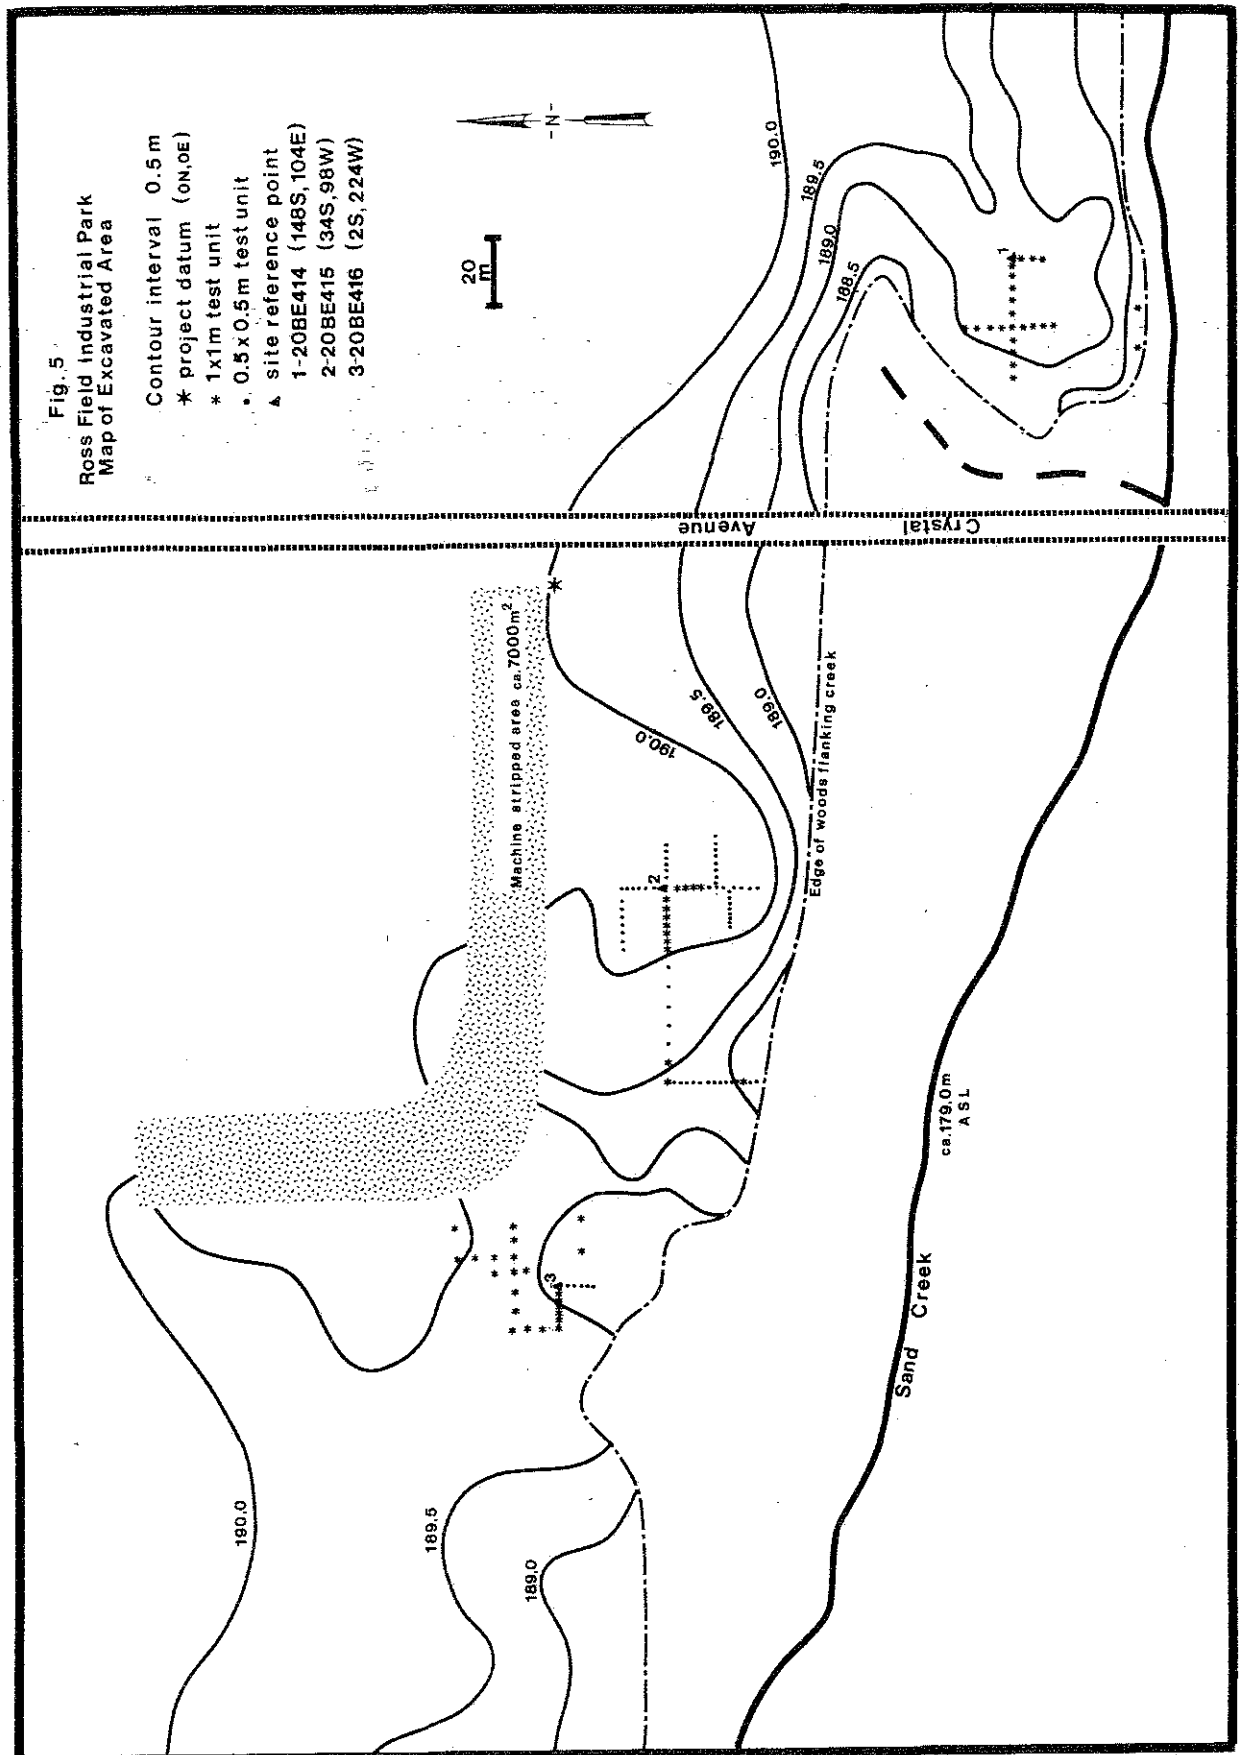 Fig. 5
Ross Field Industrial Park
Map of Excavated Area
Contour interval 0.5m
* project datum (0N,0E)
* 1x1m test unit
• 0.5x0.5m test unit
▲ site reference point
1-20BE414 (148S,104E)
2-20BE415 (34S,98W)
3-20BE416 (2S,224W)
-N-
20
m
190.0
189.5
189.0
188.5
1
Crystal
Avenue
Machine stripped area ca.7000m²
190.0
189.5
189.0
2
Edge of woods flanking creek
3
190.0
189.5
189.0
Sand Creek
ca.179.0m
ASL